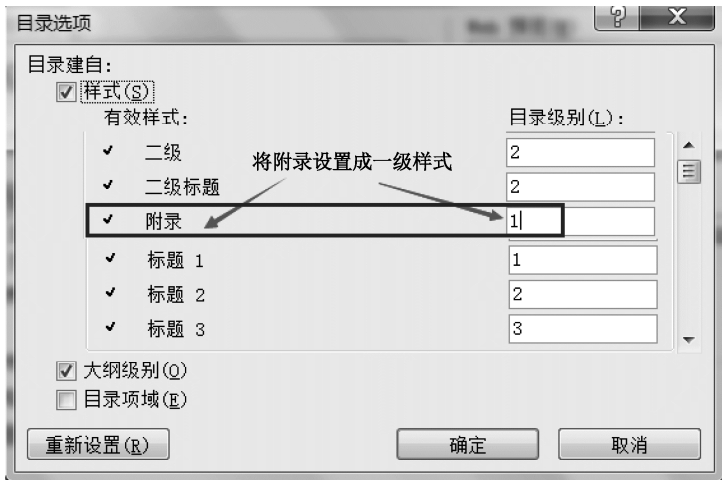 目录选项
目录建自:
样式(S)
有效样式: 目录级别(L):
二级 2
将附录设置成一级样式
二级标题 2
附录 1
标题 1 1
标题 2 2
标题 3 3
大纲级别(O)
目录项域(E)
重新设置(R) 确定 取消